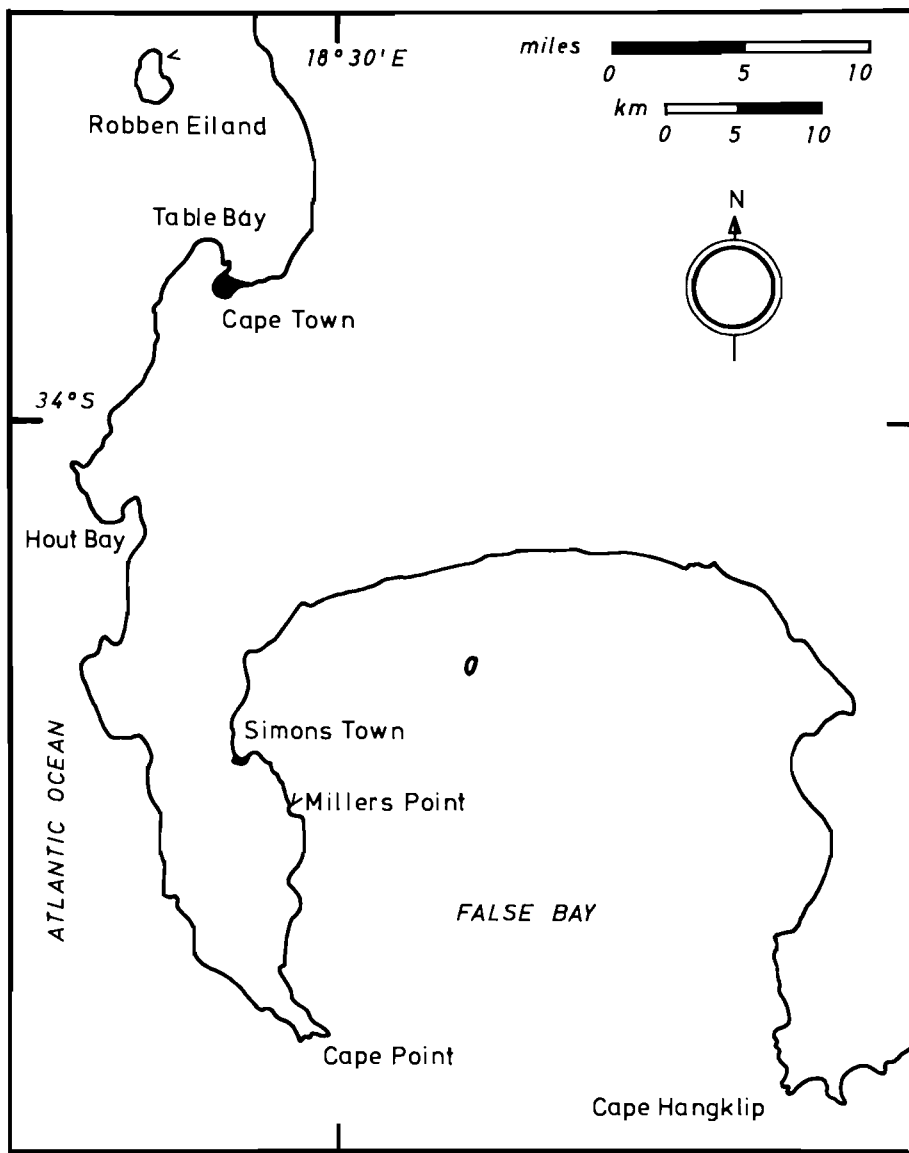 18°30'E
miles
0 5 10
km
0 5 10
Robben Eiland
N
Table Bay
Cape Town
34°S
Hout Bay
Simons Town
Millers Point
ATLANTIC OCEAN
FALSE BAY
Cape Point
Cape Hangklip